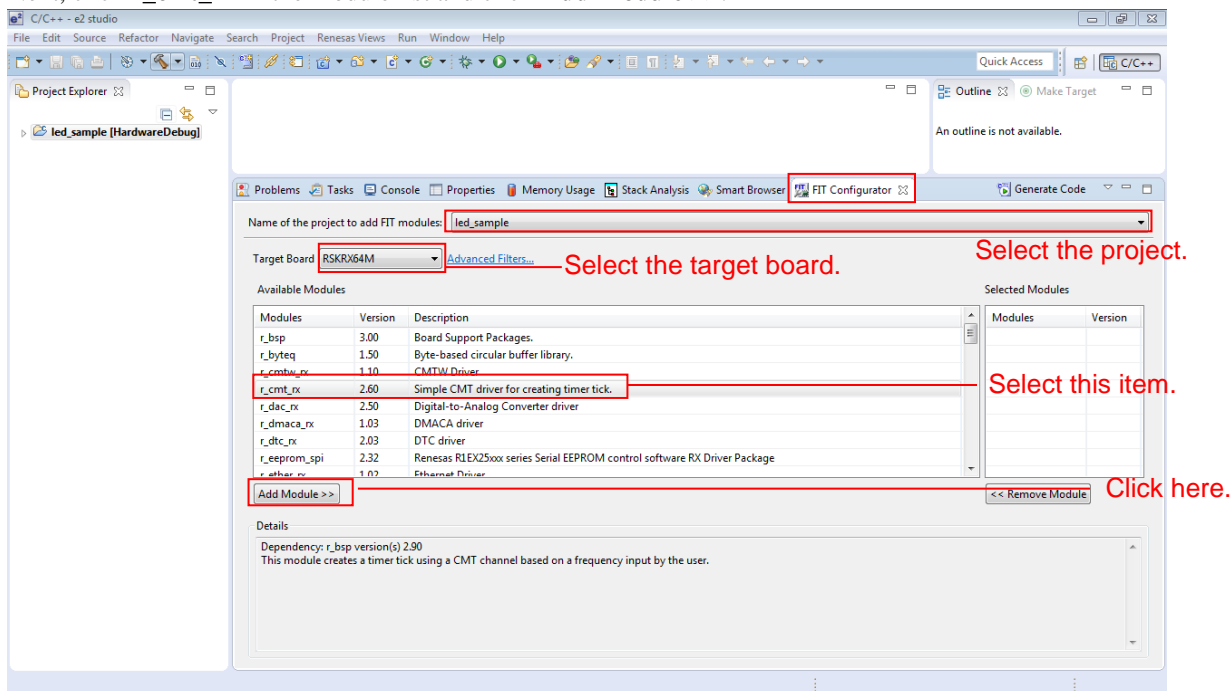 C/C++ - e2 studio
File Edit Source Refactor Navigate Search Project Renesas Views Run Window Help
Quick Access
C/C++
Project Explorer
Outline
Make Target
led_sample [HardwareDebug]
An outline is not available.
Problems Tasks Console Properties Memory Usage Stack Analysis Smart Browser FIT Configurator Generate Code
Name of the project to add FIT modules: led_sample
Select the project.
Target Board RSKRX64M Advanced Filters...
Select the target board.
Available Modules
Selected Modules
Modules Version Description
Modules Version
r_bsp 3.00 Board Support Packages.
r_byteq 1.50 Byte-based circular buffer library.
r_cmtw_rx 1.10 CMTW Driver
r_cmt_rx 2.60 Simple CMT driver for creating timer tick.
Select this item.
r_dac_rx 2.50 Digital-to-Analog Converter driver
r_dmaca_rx 1.03 DMACA driver
r_dtc_rx 2.03 DTC driver
r_eeprom_spi 2.32 Renesas R1EX25xxx series Serial EEPROM control software RX Driver Package
r_ether_rx 1.02 Ethernet Driver
Add Module >>
<< Remove Module
Click here.
Details
Dependency: r_bsp version(s) 2.90
This module creates a timer tick using a CMT channel based on a frequency input by the user.